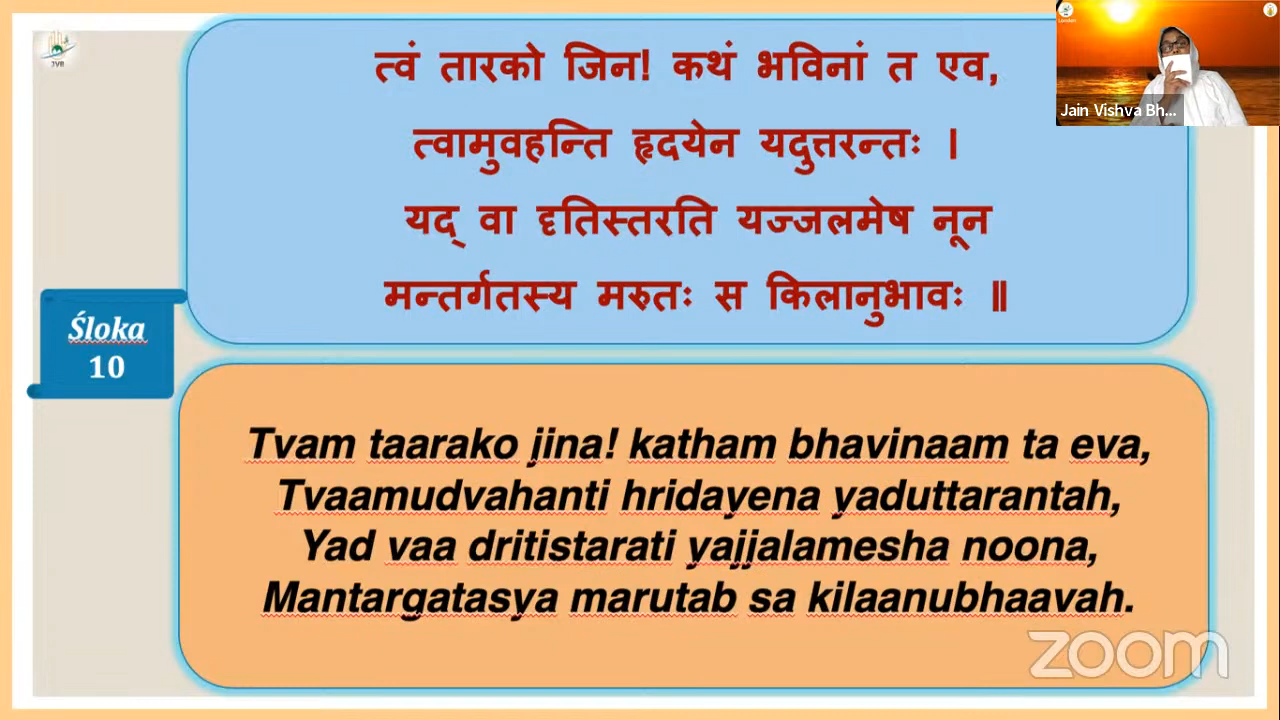 त्वं तारको जिन! कथं भविनां त एव,
त्वामुवहन्ति हृदयेन यदुत्तरन्तः ।
यद् वा दृतिस्तरति यज्जलमेष नून
मन्तर्गतस्य मरुतः स किलानुभावः ॥
Śloka
10
Tvam taarako jina! katham bhavinaam ta eva,
Tvaamudvahanti hridayena yaduttarantah,
Yad vaa dritistarati yajjalamesha noona,
Mantargatasya marutab sa kilaanubhaavah.
JVB
Jain Vishva Bh...
zoom